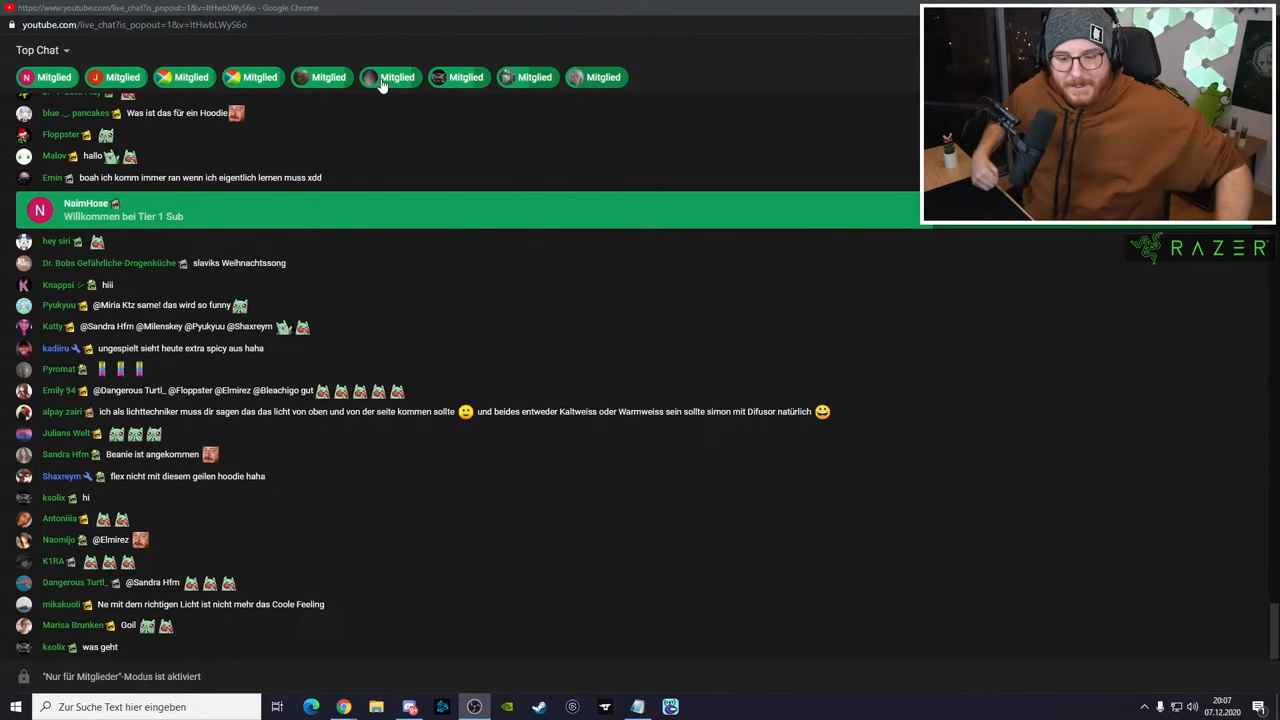 https://www.youtube.com/live_chat?is_popout=1&v=ItHwbLWyS6o - Google Chrome
youtube.com/live_chat?is_popout=1&v=ItHwbLWyS6o
Top Chat
N Mitglied J Mitglied Mitglied Mitglied Mitglied Mitglied Mitglied Mitglied Mitglied
blue ‿ pancakes Was ist das für ein Hoodie
Floppster
Malov hallo
Emin boah ich komm immer ran wenn ich eigentlich lernen muss xdd
N NaimHose
Willkommen bei Tier 1 Sub
hey siri
RAZER
Dr. Bobs Gefährliche-Drogenküche slaviks Weihnachtssong
K Knappsi シ hiii
Pyukyuu @Miria Ktz same! das wird so funny
Katty @Sandra Hfm @Milenskey @Pyukyuu @Shaxreym
kadiiru ungespielt sieht heute extra spicy aus haha
Pyromat
Emily 94 @Dangerous Turtl_ @Floppster @Elmirez @Bleachigo gut
alpay zairi ich als lichttechniker muss dir sagen das das licht von oben und von der seite kommen sollte und beides entweder Kaltweiss oder Warmweiss sein sollte simon mit Difusor natürlich
Julians Welt
Sandra Hfm Beanie ist angekommen
Shaxreym flex nicht mit diesem geilen hoodie haha
ksolix hi
Antoniiia
Naomijo @Elmirez
K1RA
Dangerous Turtl_ @Sandra Hfm
mikakuoli Ne mit dem richtigen Licht ist nicht mehr das Coole Feeling
Marisa Brunken Goil
ksolix was geht
"Nur für Mitglieder"-Modus ist aktiviert
Zur Suche Text hier eingeben
20:07
07.12.2020